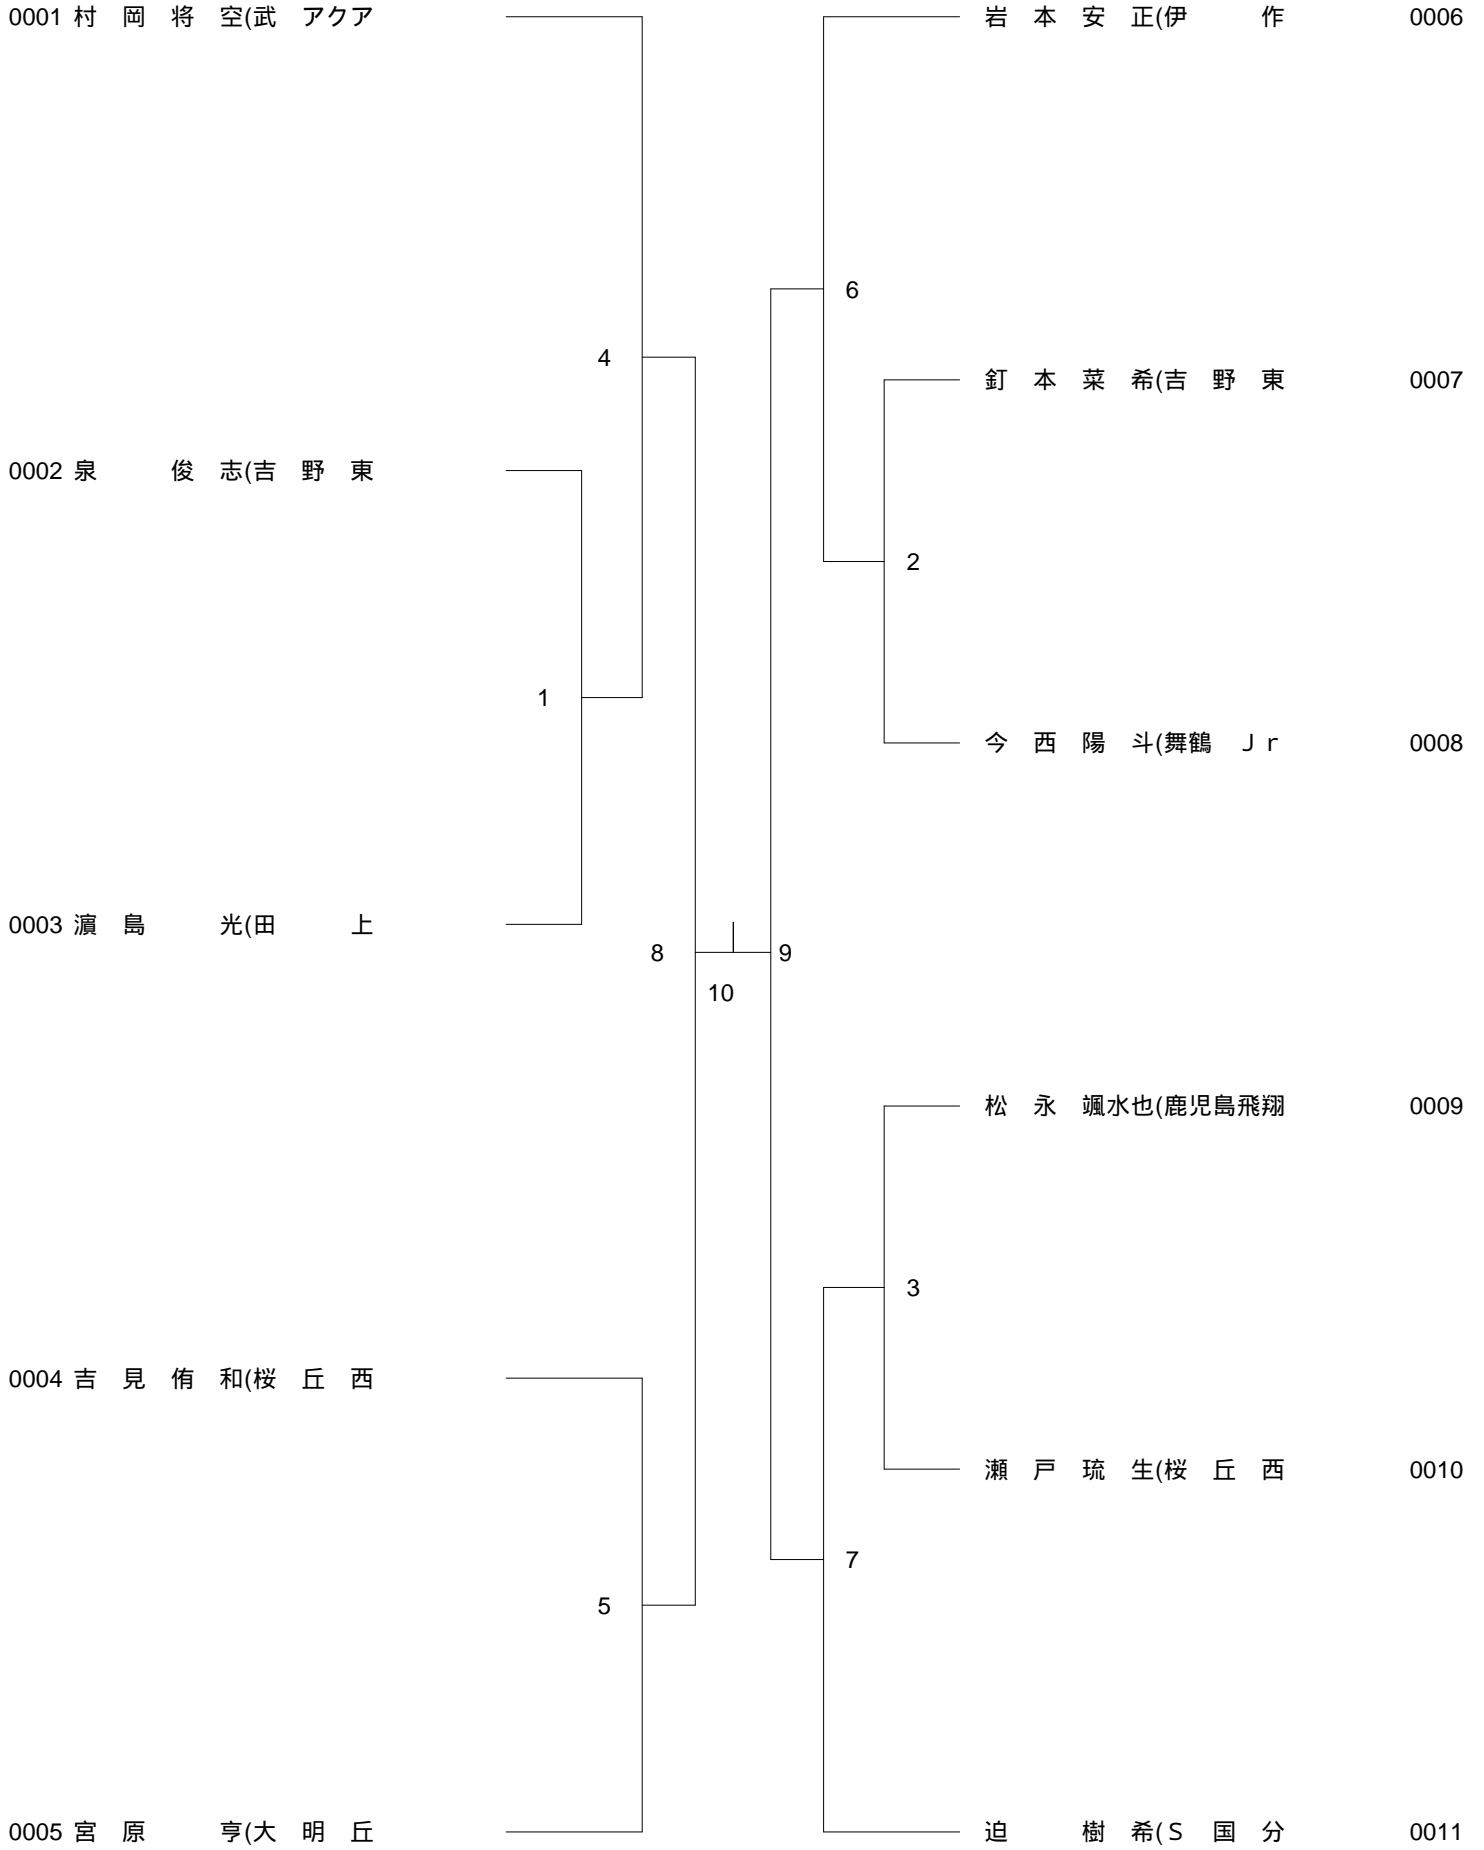 0001 村　岡　将　空(武　アクア
岩　本　安　正(伊　　　作 0006
6
4
釘　本　菜　希(吉　野　東 0007
0002 泉　　　俊　志(吉　野　東
2
1
今　西　陽　斗(舞鶴　Ｊｒ 0008
0003 濵　島　　　光(田　　　上
8
9
10
松　永　颯水也(鹿児島飛翔 0009
3
0004 吉　見　侑　和(桜　丘　西
瀬　戸　琉　生(桜　丘　西 0010
7
5
0005 宮　原　　　亨(大　明　丘
迫　　　樹　希(Ｓ　国　分 0011